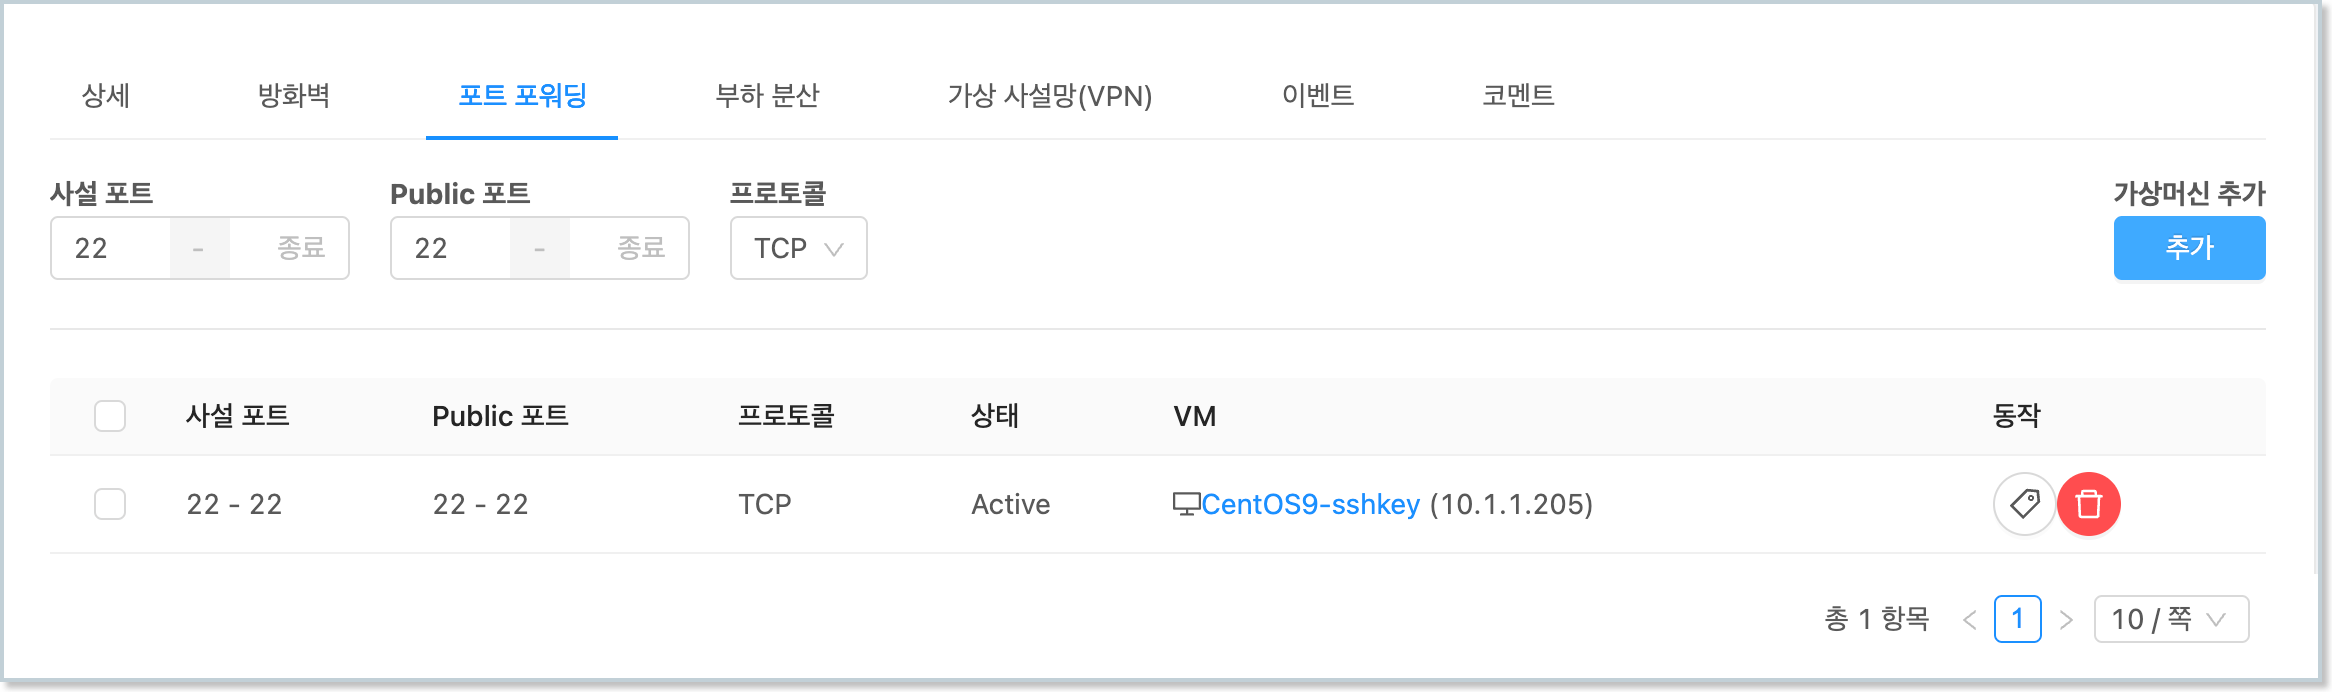 상세 방화벽 포트 포워딩 부하 분산 가상 사설망(VPN) 이벤트 코멘트
사설 포트 Public 포트 프로토콜 가상머신 추가
22 - 종료 22 - 종료 TCP 추가
사설 포트 Public 포트 프로토콜 상태 VM 동작
22 - 22 22 - 22 TCP Active CentOS9-sshkey (10.1.1.205)
총 1 항목 < 1 > 10 / 쪽